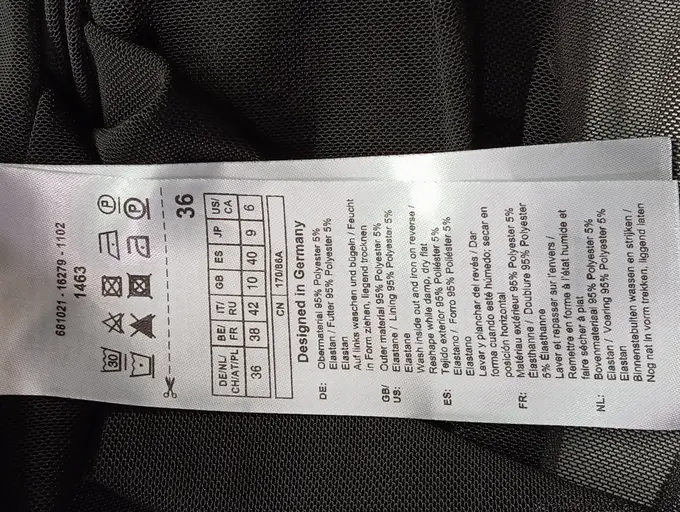 681021 - 16279 - 1102
1463
30
P
P
36
DE/NL/ BE/ IT/ GB ES JP US/
CH/AT/PL FR RU CA
36 38 42 10 40 9 6
CN 170/88A
Designed in Germany
DE: Obermaterial 95% Polyester 5%
Elastan / Futter 95% Polyester 5%
Elastan
Auf links waschen und bügeln / Feucht
in Form ziehen, liegend trocknen
GB/ Outer material 95% Polyester 5%
US: Elastane / Lining 95% Polyester 5%
Elastane
Wash inside out and iron on reverse /
Reshape while damp, dry flat
ES: Tejido exterior 95% Poliéster 5%
Elastano / Forro 95% Poliéster 5%
Elastano
Lavar y planchar del revés / Dar
forma cuando esté húmedo; secar en
posición horizontal
FR: Matériau extérieur 95% Polyester 5%
Élasthanne / Doublure 95% Polyester
5% Élasthanne
Laver et repasser sur l'envers /
Remettre en forme à l'état humide et
faire sécher à plat
NL: Bovenmateriaal 95% Polyester 5%
Elastan / Voering 95% Polyester 5%
Elastan
Binnenstebuiten wassen en strijken /
Nog nat in vorm trekken, liggend laten